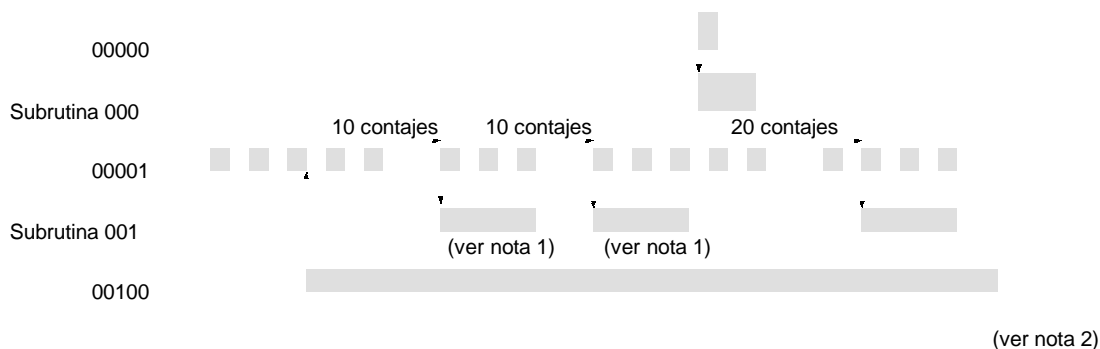 00000
Subrutina 000
10 contajes 10 contajes 20 contajes
00001
Subrutina 001
(ver nota 1) (ver nota 1)
00100
(ver nota 2)